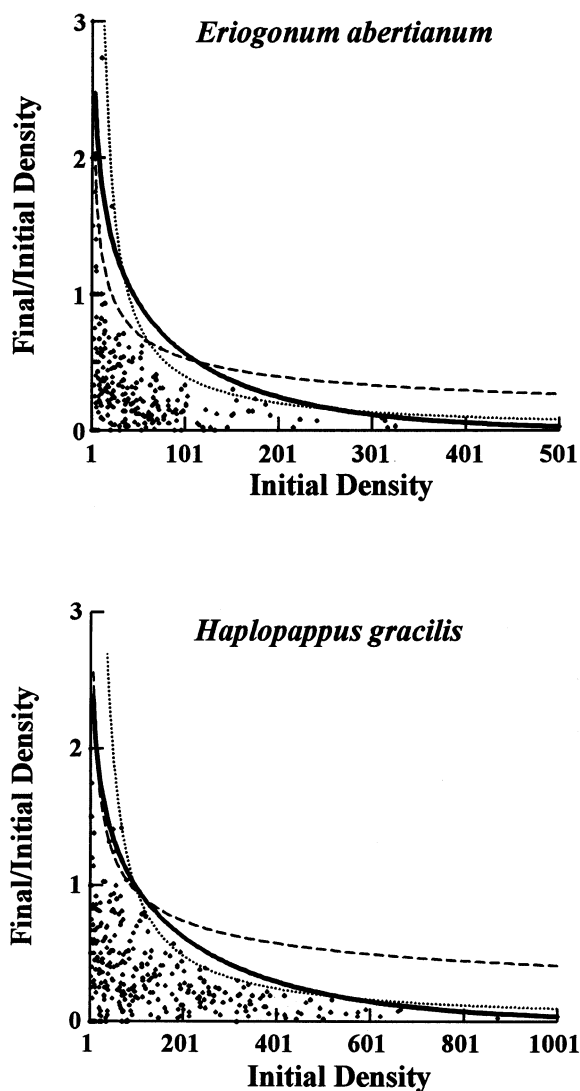 Eriogonum abertianum
3
2
1
0
Final/Initial Density
1 101 201 301 401 501
Initial Density
Haplopappus gracilis
3
2
1
0
Final/Initial Density
1 201 401 601 801 1001
Initial Density